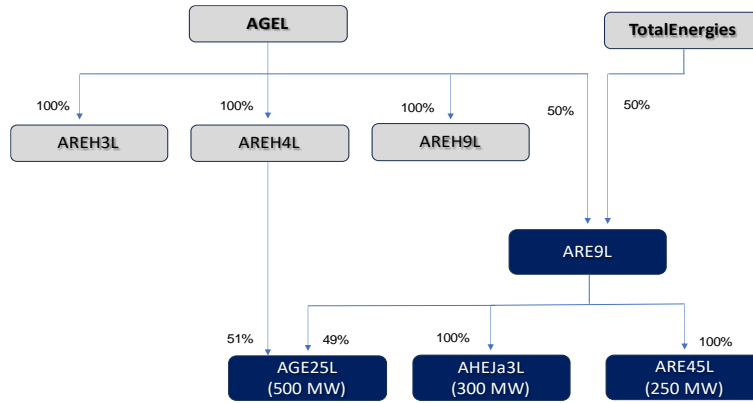 AGEL
TotalEnergies
100%
100%
100%
50%
50%
AREH3L
AREH4L
AREH9L
ARE9L
51%
49%
100%
100%
AGE25L
(500 MW)
AHEJa3L
(300 MW)
ARE45L
(250 MW)